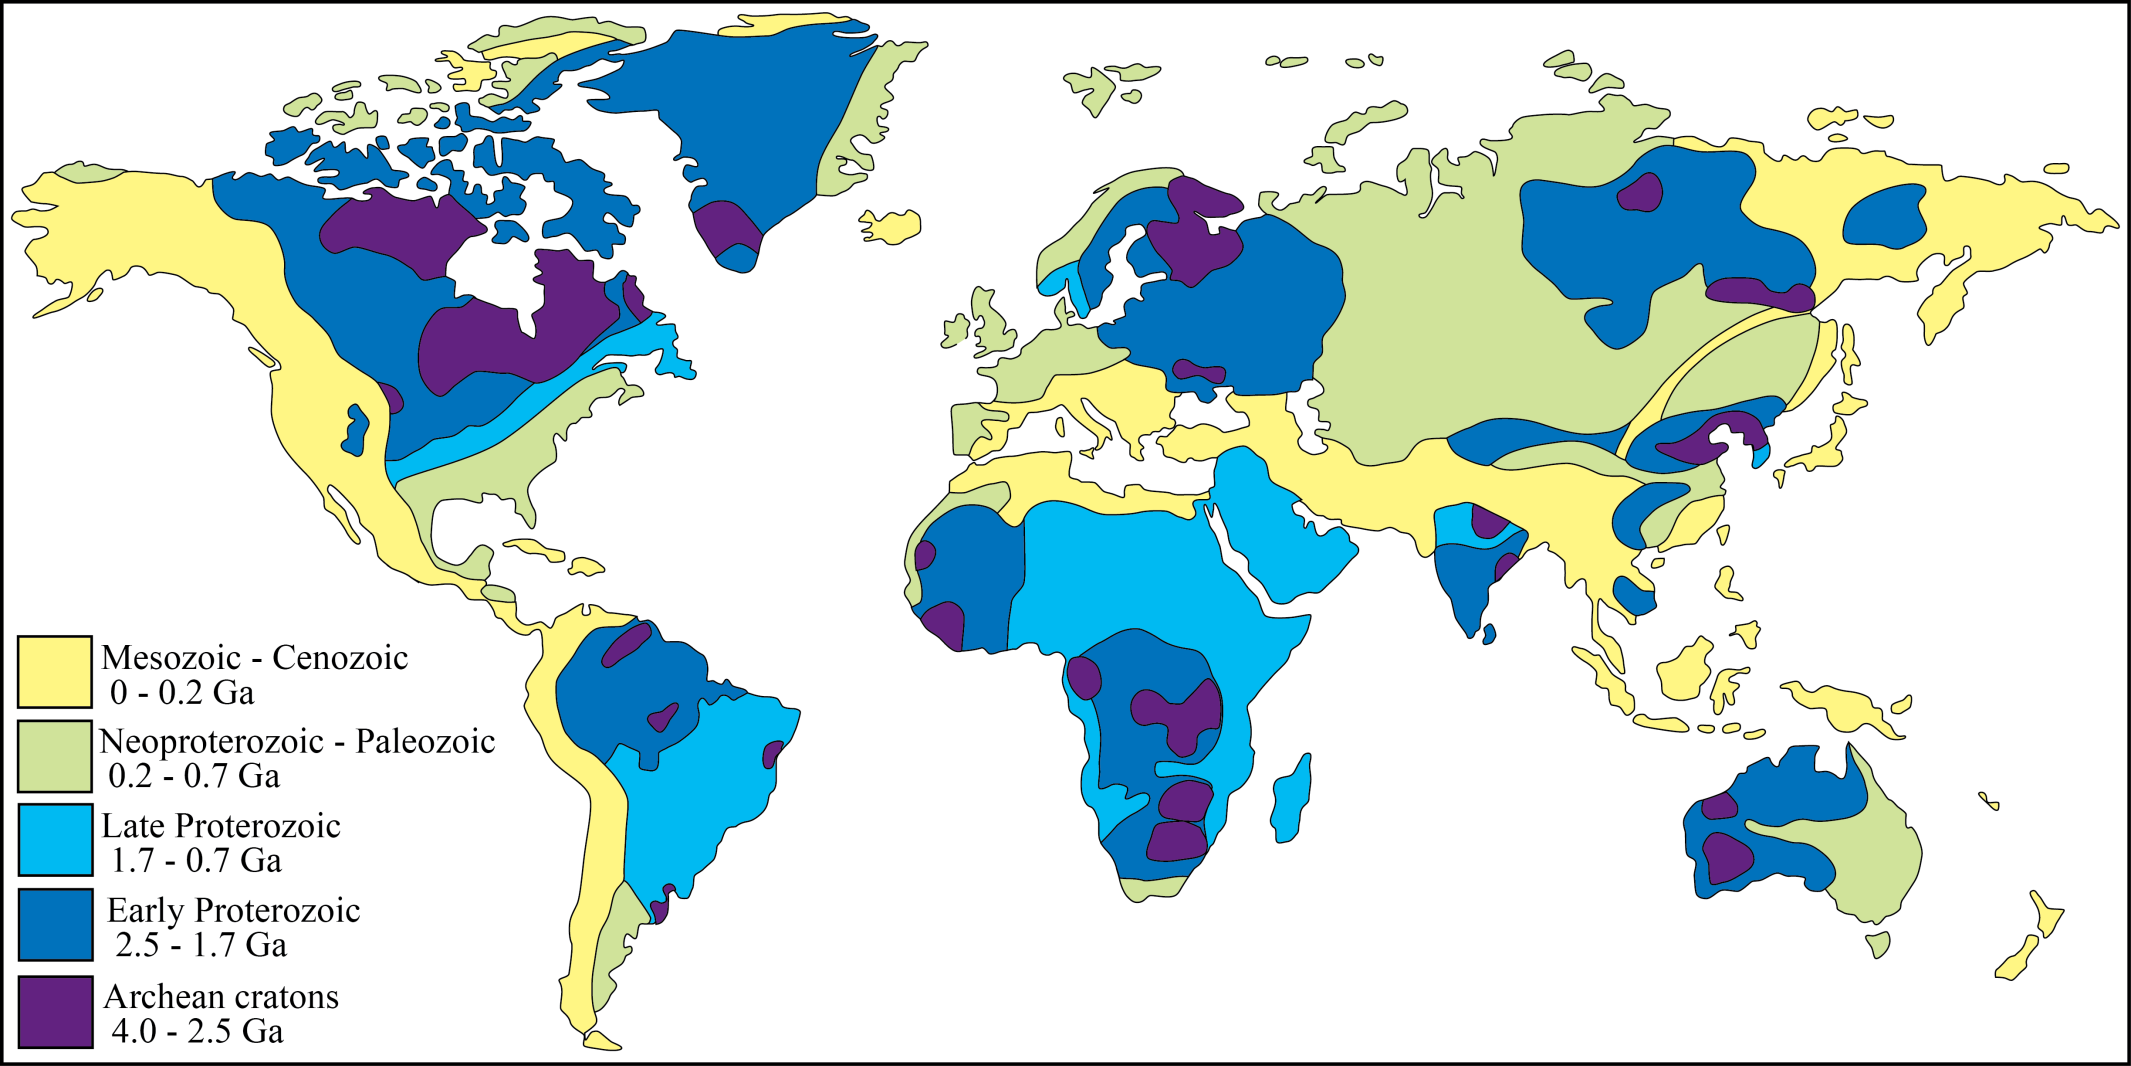 Mesozoic - Cenozoic
0 - 0.2 Ga
Neoproterozoic - Paleozoic
0.2 - 0.7 Ga
Late Proterozoic
1.7 - 0.7 Ga
Early Proterozoic
2.5 - 1.7 Ga
Archean cratons
4.0 - 2.5 Ga